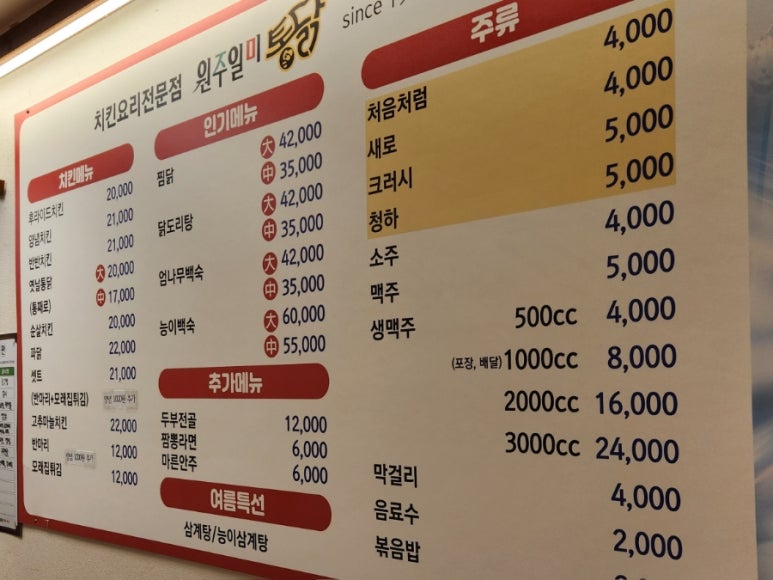 치킨요리전문점 원주일미통닭 since 19
치킨메뉴
후라이드치킨 20,000
양념치킨 21,000
반반치킨 21,000
옛날통닭 大 20,000
(통째로) 中 17,000
순살치킨 20,000
파닭 22,000
셋트 21,000
(반마리+모래집튀김)
고추마늘치킨 22,000
반마리 12,000
모래집튀김 12,000
인기메뉴
찜닭 大 42,000
中 35,000
닭도리탕 大 42,000
中 35,000
엄나무백숙 大 42,000
中 35,000
능이백숙 大 60,000
中 55,000
추가메뉴
두부전골 12,000
짬뽕라면 6,000
마른안주 6,000
여름특선
삼계탕/능이삼계탕
주류
처음처럼 4,000
새로 4,000
크러시 5,000
청하 5,000
소주 4,000
맥주 5,000
생맥주 500cc 4,000
(포장, 배달) 1000cc 8,000
2000cc 16,000
3000cc 24,000
막걸리 4,000
음료수 2,000
볶음밥